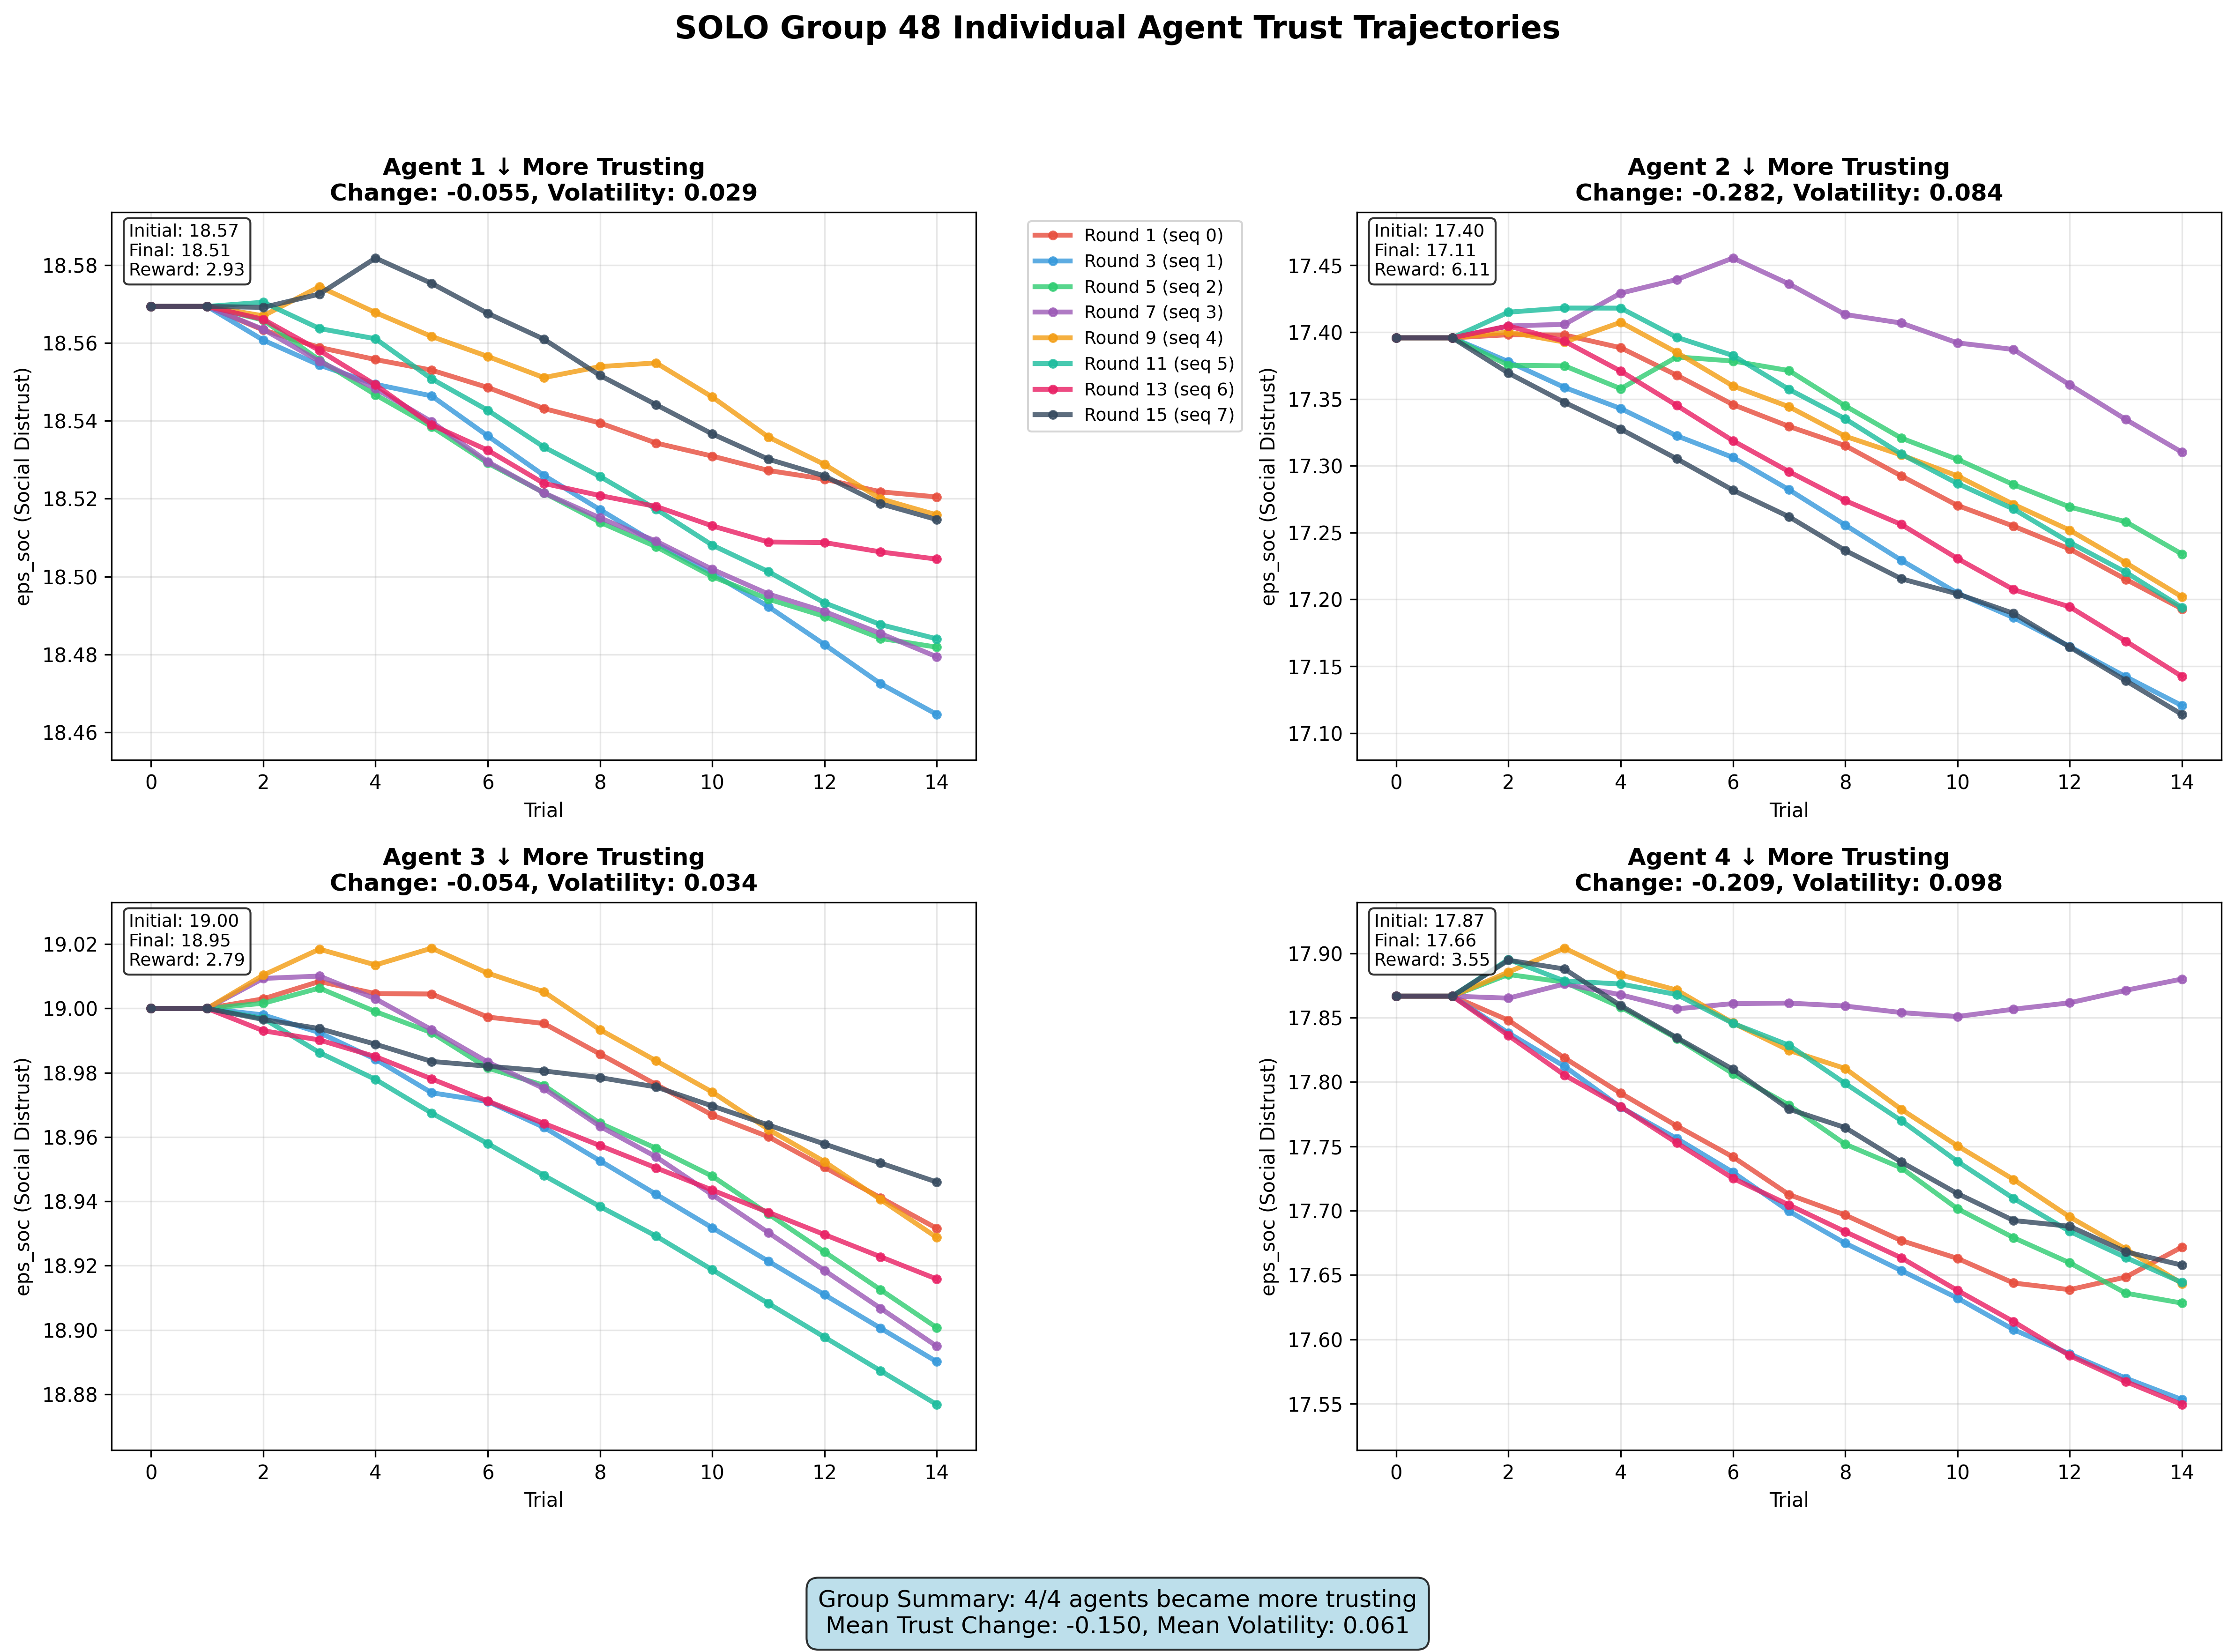 SOLO Group 48 Individual Agent Trust Trajectories
Agent 1 ↓ More Trusting
Change: -0.055, Volatility: 0.029
Initial: 18.57
Final: 18.51
Reward: 2.93
eps_soc (Social Distrust)
18.58
18.56
18.54
18.52
18.50
18.48
18.46
0 2 4 6 8 10 12 14
Trial
Round 1 (seq 0)
Round 3 (seq 1)
Round 5 (seq 2)
Round 7 (seq 3)
Round 9 (seq 4)
Round 11 (seq 5)
Round 13 (seq 6)
Round 15 (seq 7)
Agent 2 ↓ More Trusting
Change: -0.282, Volatility: 0.084
Initial: 17.40
Final: 17.11
Reward: 6.11
eps_soc (Social Distrust)
17.45
17.40
17.35
17.30
17.25
17.20
17.15
17.10
0 2 4 6 8 10 12 14
Trial
Agent 3 ↓ More Trusting
Change: -0.054, Volatility: 0.034
Initial: 19.00
Final: 18.95
Reward: 2.79
eps_soc (Social Distrust)
19.02
19.00
18.98
18.96
18.94
18.92
18.90
18.88
0 2 4 6 8 10 12 14
Trial
Agent 4 ↓ More Trusting
Change: -0.209, Volatility: 0.098
Initial: 17.87
Final: 17.66
Reward: 3.55
eps_soc (Social Distrust)
17.90
17.85
17.80
17.75
17.70
17.65
17.60
17.55
0 2 4 6 8 10 12 14
Trial
Group Summary: 4/4 agents became more trusting
Mean Trust Change: -0.150, Mean Volatility: 0.061